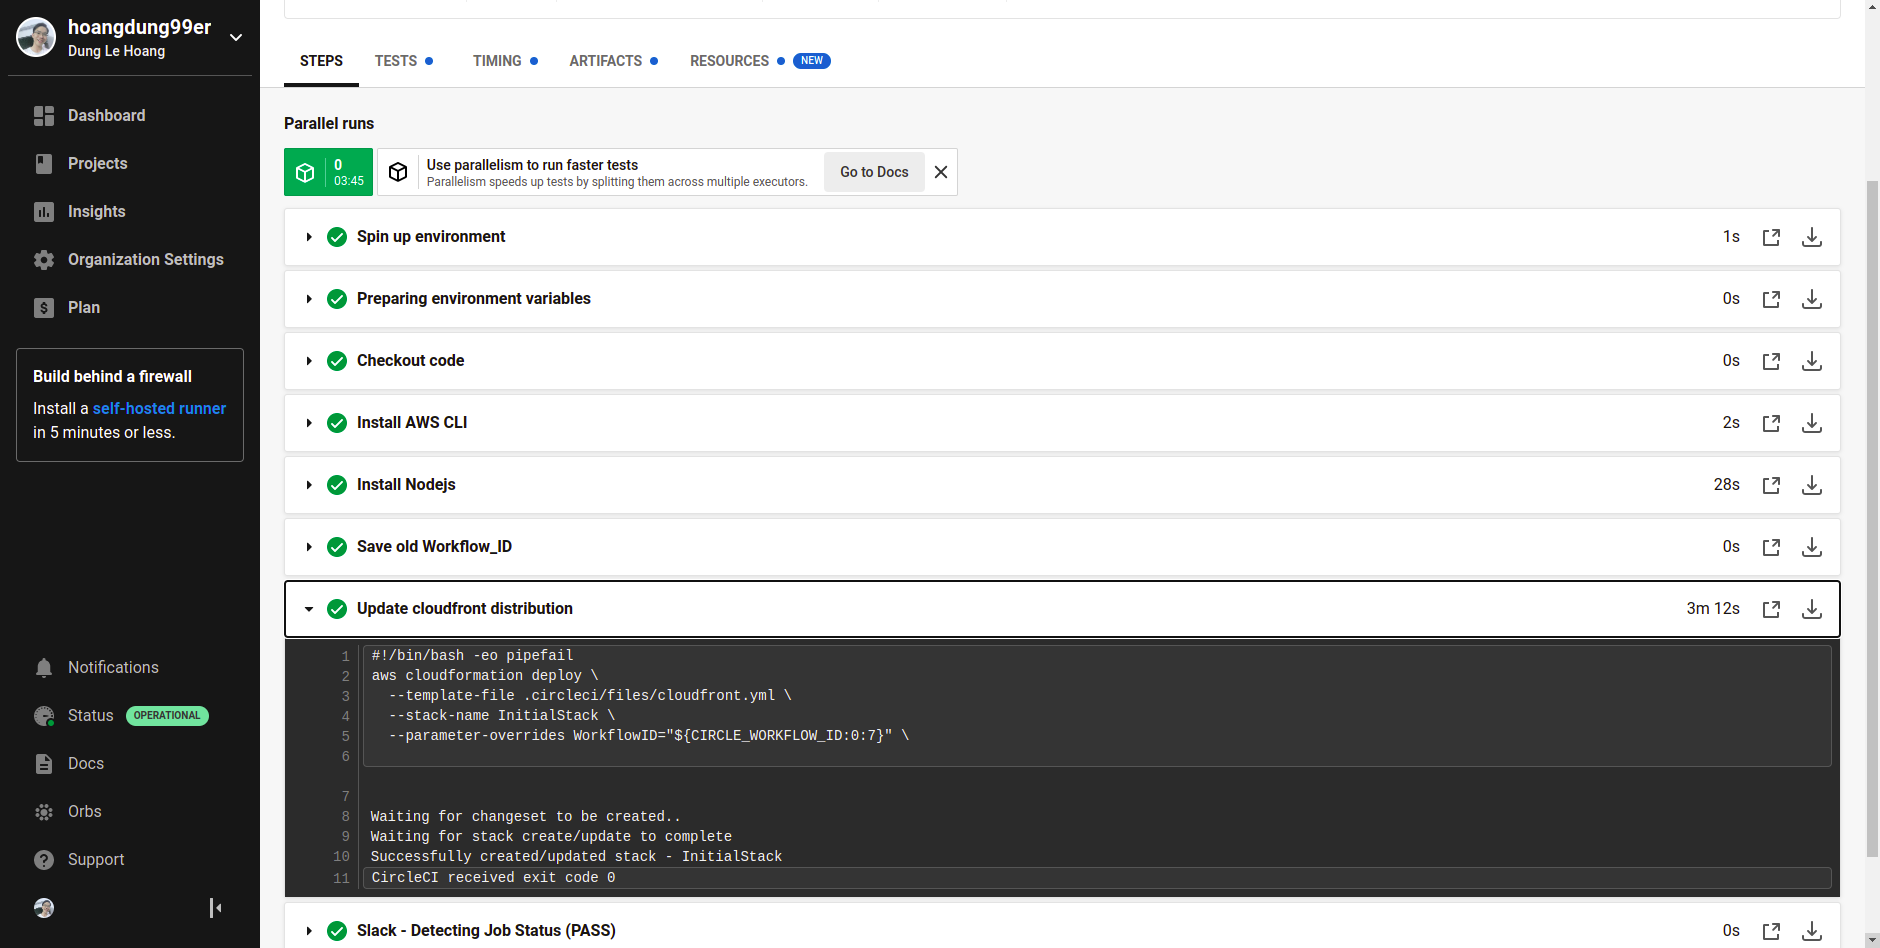 hoangdung99er
Dung Le Hoang
Dashboard
Projects
Insights
Organization Settings
$ Plan
Build behind a firewall
Install a self-hosted runner
in 5 minutes or less.
Notifications
Status OPERATIONAL
Docs
Orbs
? Support
STEPS TESTS TIMING ARTIFACTS RESOURCES NEW
Parallel runs
0
03:45
Use parallelism to run faster tests
Parallelism speeds up tests by splitting them across multiple executors.
Go to Docs
Spin up environment 1s
Preparing environment variables 0s
Checkout code 0s
Install AWS CLI 2s
Install Nodejs 28s
Save old Workflow_ID 0s
Update cloudfront distribution 3m 12s
1 #!/bin/bash -eo pipefail
2 aws cloudformation deploy \
3   --template-file .circleci/files/cloudfront.yml \
4   --stack-name InitialStack \
5   --parameter-overrides WorkflowID="${CIRCLE_WORKFLOW_ID:0:7}" \
6
7
8 Waiting for changeset to be created..
9 Waiting for stack create/update to complete
10 Successfully created/updated stack - InitialStack
11 CircleCI received exit code 0
Slack - Detecting Job Status (PASS) 0s